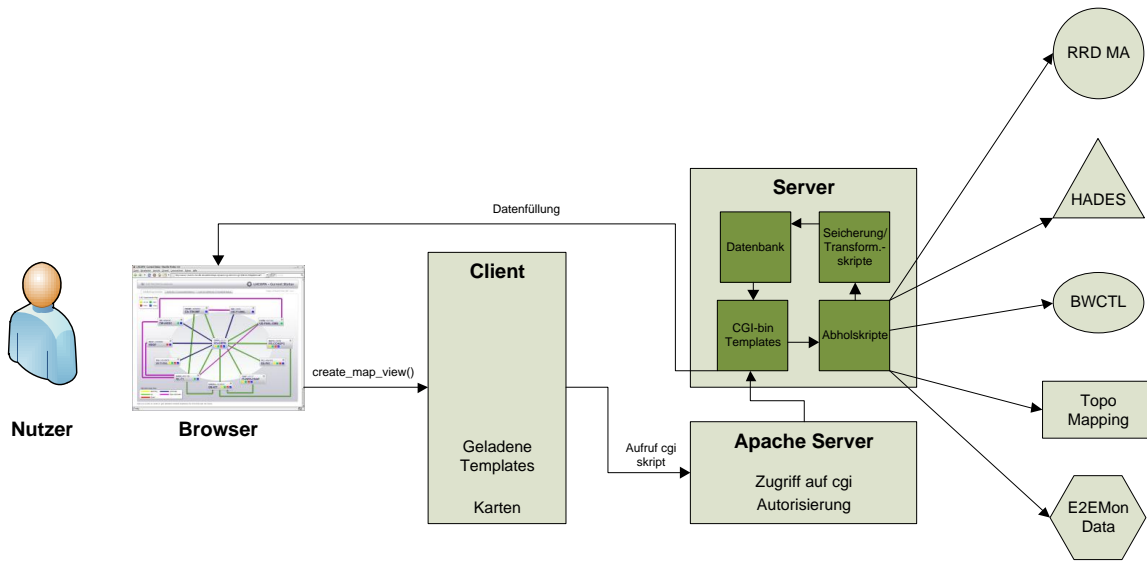 RRD MA
HADES
BWCTL
Topo
Mapping
E2EMon
Data
Server
Datenbank
Seicherung/
Transform.-
skripte
CGI-bin
Templates
Abholskripte
Datenfüllung
Client
Geladene
Templates
Karten
create_map_view()
Aufruf cgi
skript
Apache Server
Zugriff auf cgi
Autorisierung
Nutzer
Browser